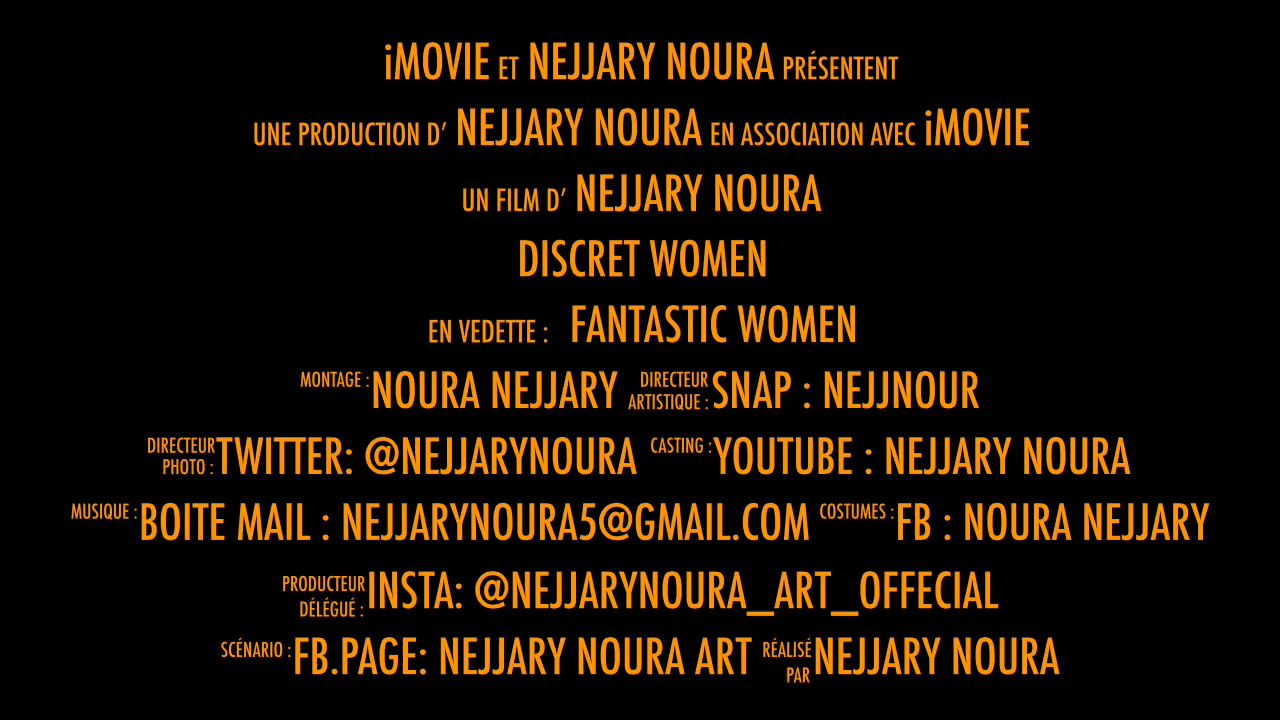 iMOVIE ET NEJJARY NOURA PRÉSENTENT
UNE PRODUCTION D’ NEJJARY NOURA EN ASSOCIATION AVEC iMOVIE
UN FILM D’ NEJJARY NOURA
DISCRET WOMEN
EN VEDETTE : FANTASTIC WOMEN
MONTAGE : NOURA NEJJARY DIRECTEUR ARTISTIQUE : SNAP : NEJJNOUR
DIRECTEUR PHOTO : TWITTER: @NEJJARYNOURA CASTING : YOUTUBE : NEJJARY NOURA
MUSIQUE : BOITE MAIL : NEJJARYNOURA5@GMAIL.COM COSTUMES : FB : NOURA NEJJARY
PRODUCTEUR DÉLÉGUÉ : INSTA: @NEJJARYNOURA_ART_OFFECIAL
SCÉNARIO : FB.PAGE: NEJJARY NOURA ART RÉALISÉ PAR NEJJARY NOURA